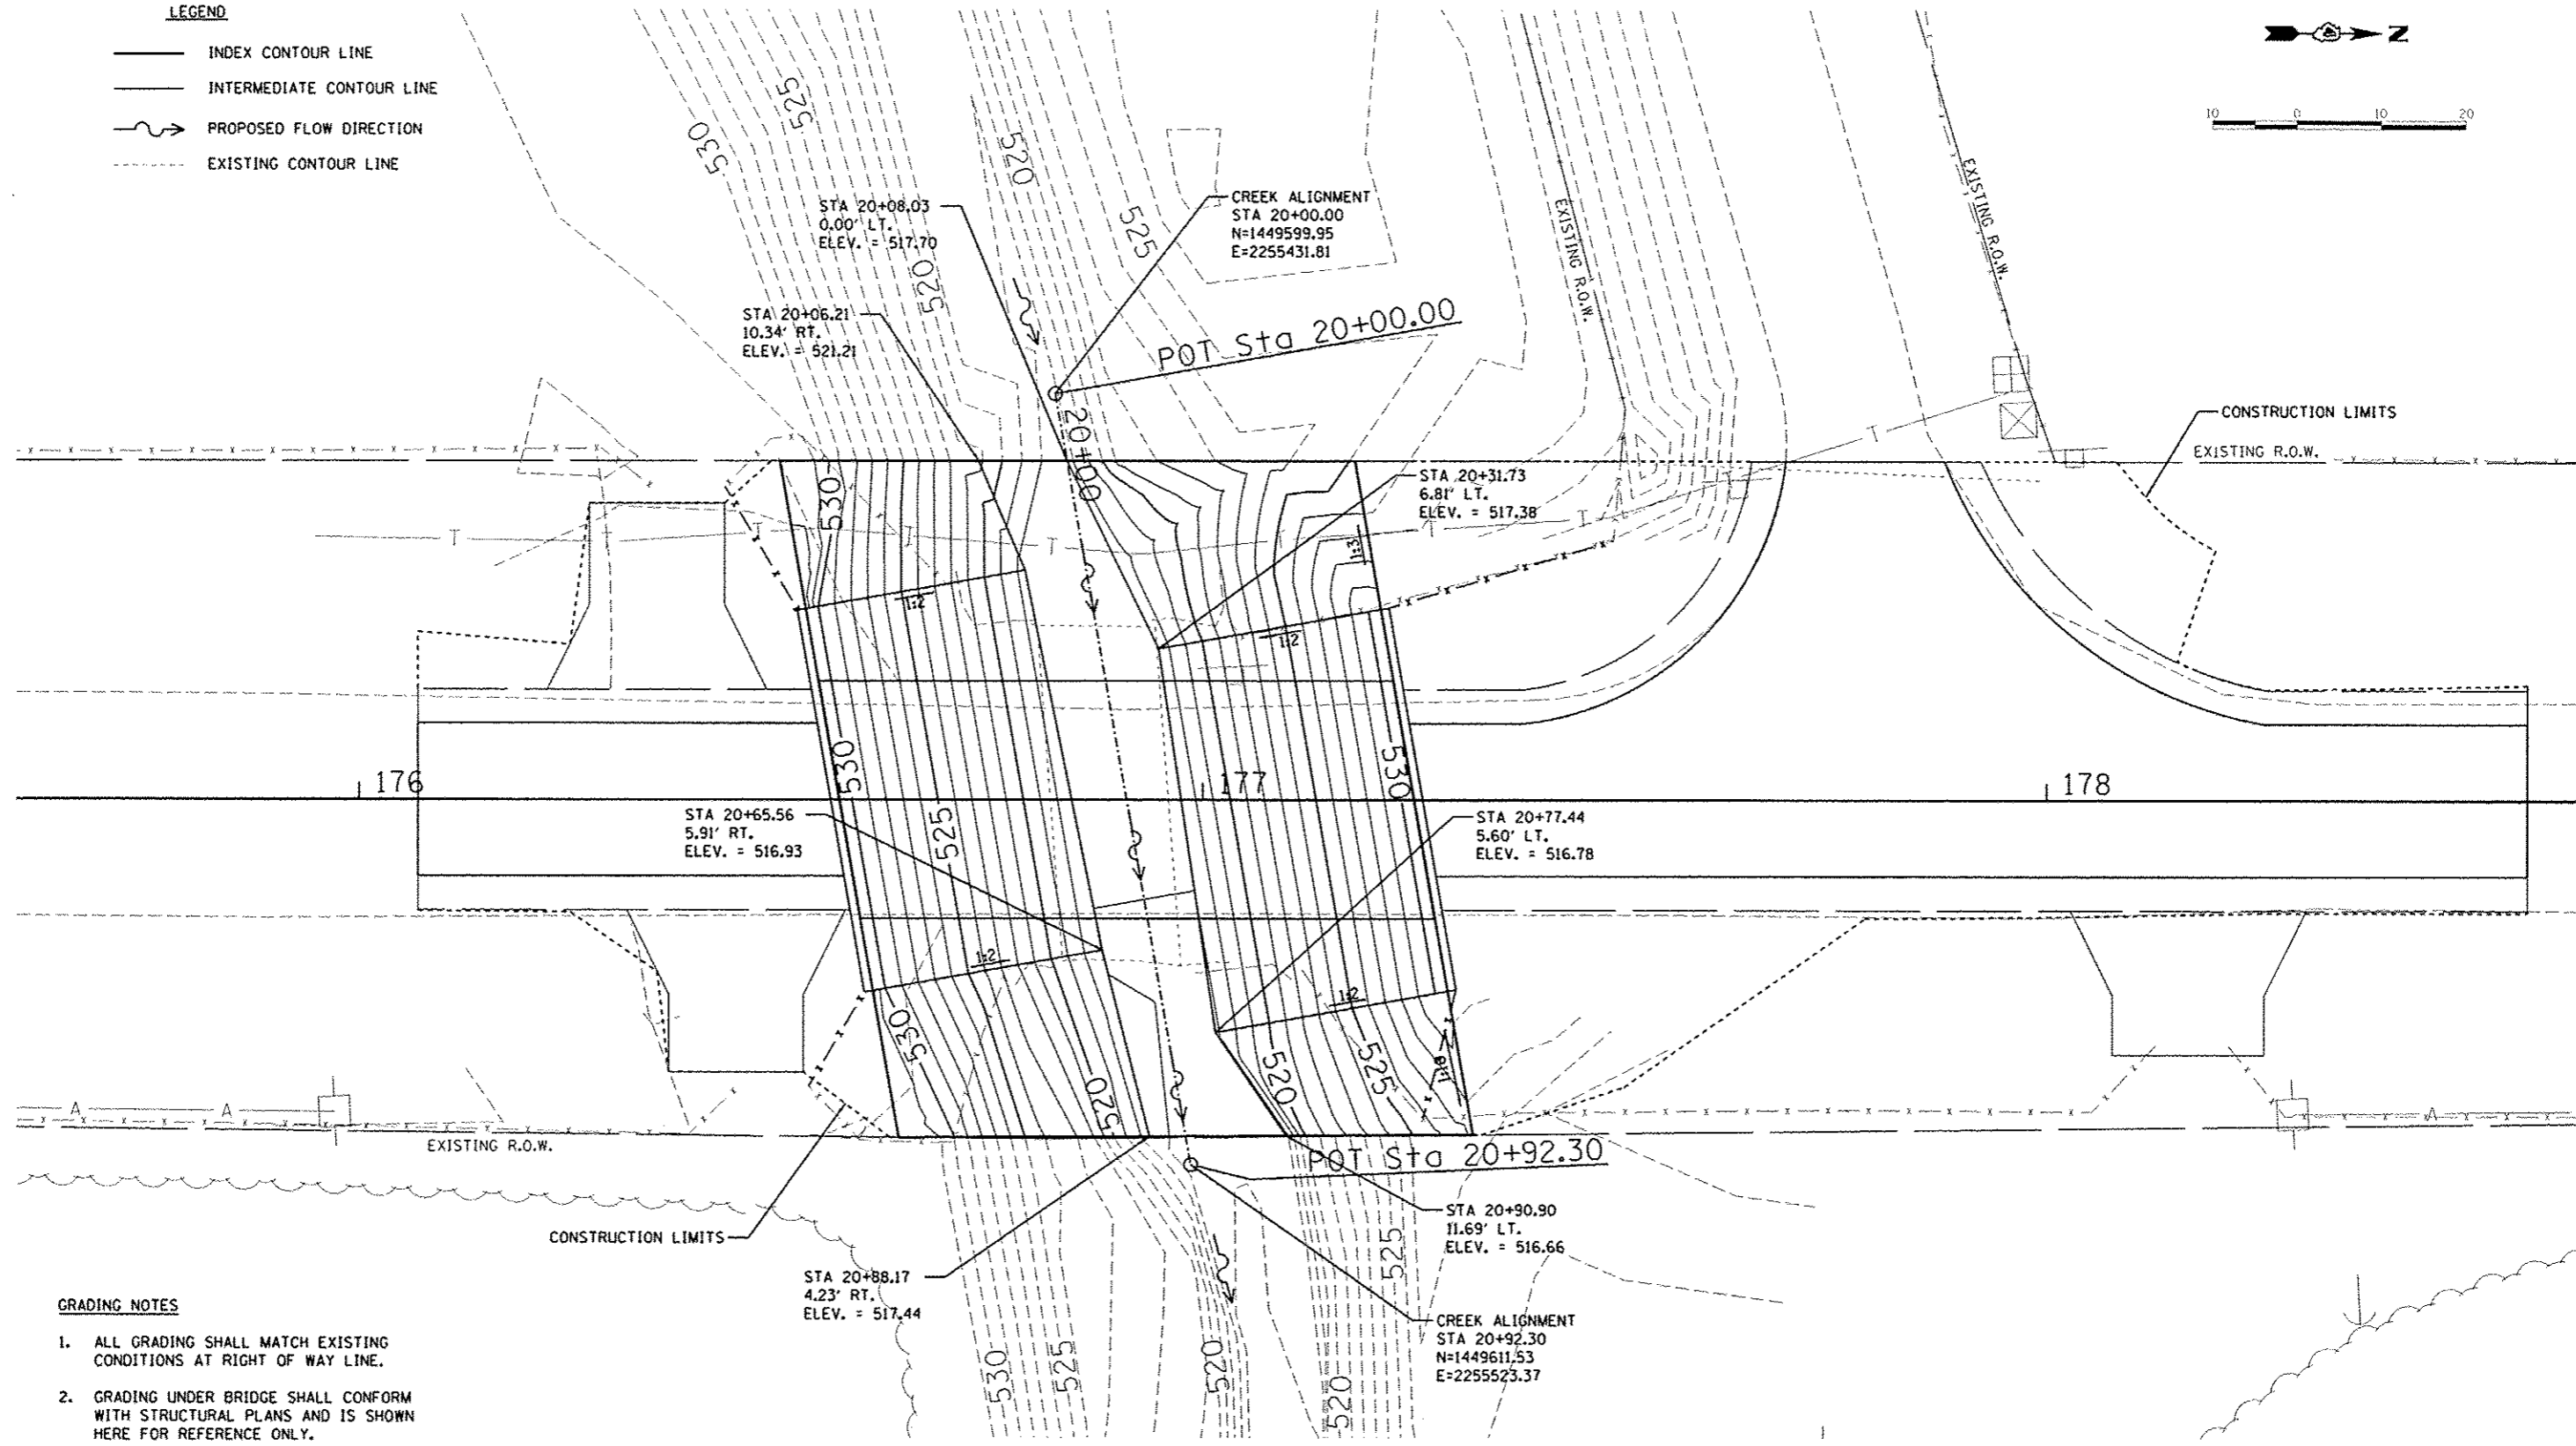 LEGEND
INDEX CONTOUR LINE
INTERMEDIATE CONTOUR LINE
PROPOSED FLOW DIRECTION
EXISTING CONTOUR LINE
N
10 0 10 20
530
525
520
520
525
STA 20+08.03
0.00' LT.
ELEV. = 517.70
CREEK ALIGNMENT
STA 20+00.00
N=1449599.95
E=2255431.81
EXISTING R.O.W.
EXISTING R.O.W.
STA 20+06.21
10.34' RT.
ELEV. = 521.21
POT Sta 20+00.00
20+00
CONSTRUCTION LIMITS
EXISTING R.O.W.
530
STA 20+31.73
6.81' LT.
ELEV. = 517.38
T T T T T T T T
1:3
1:2
1:2
530
530
176
177
178
STA 20+65.56
5.91' RT.
ELEV. = 516.93
525
STA 20+77.44
5.60' LT.
ELEV. = 516.78
1:2
1:2
530
520
520
525
1:10
A A A
EXISTING R.O.W.
POT Sta 20+92.30
CONSTRUCTION LIMITS
STA 20+90.90
11.69' LT.
ELEV. = 516.66
STA 20+88.17
4.23' RT.
ELEV. = 517.44
530
525
520
520
525
CREEK ALIGNMENT
STA 20+92.30
N=1449611.53
E=2255523.37
GRADING NOTES
1. ALL GRADING SHALL MATCH EXISTING
CONDITIONS AT RIGHT OF WAY LINE.
2. GRADING UNDER BRIDGE SHALL CONFORM
WITH STRUCTURAL PLANS AND IS SHOWN
HERE FOR REFERENCE ONLY.